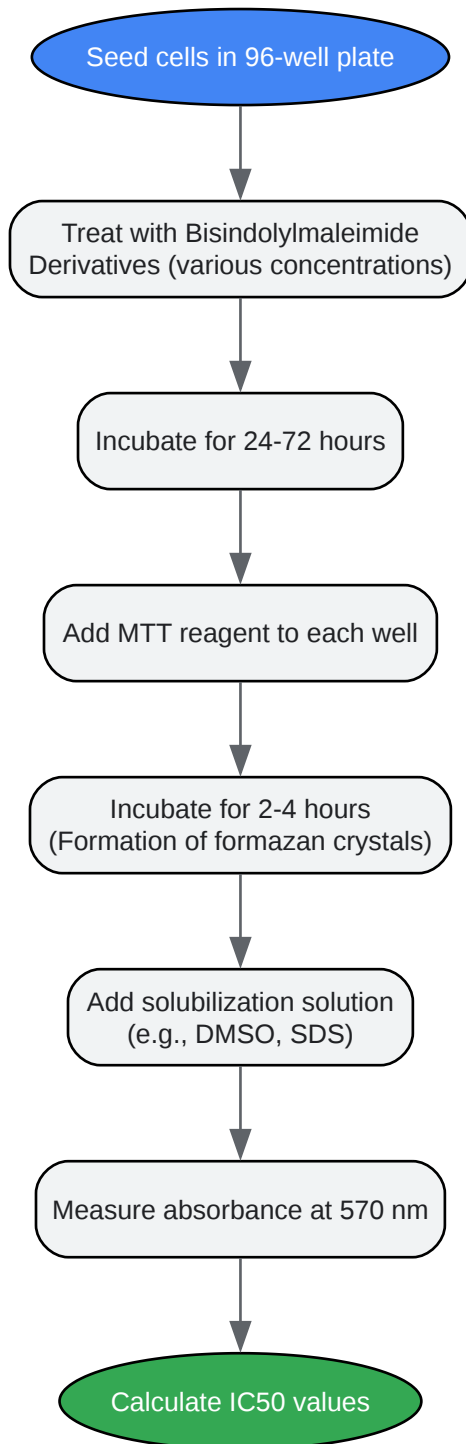 Seed cells in 96-well plate
Treat with Bisindolylmaleimide
Derivatives (various concentrations)
Incubate for 24-72 hours
Add MTT reagent to each well
Incubate for 2-4 hours
(Formation of formazan crystals)
Add solubilization solution
(e.g., DMSO, SDS)
Measure absorbance at 570 nm
Calculate IC50 values